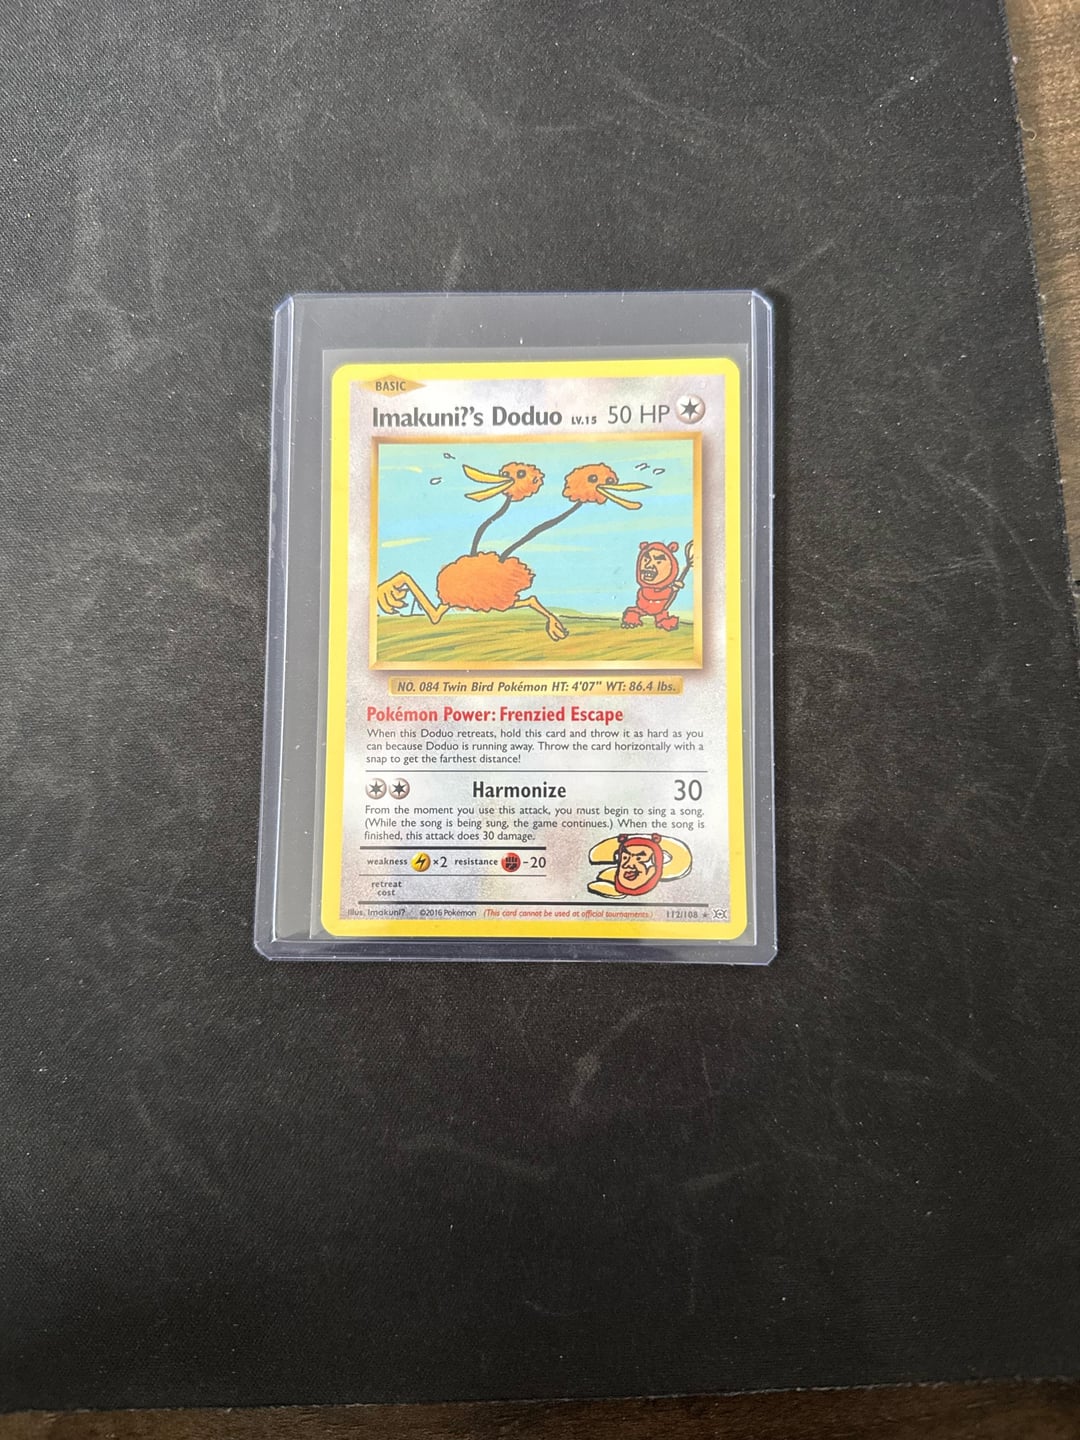 BASIC
Imakuni?'s Doduo LV.15 50 HP
NO. 084 Twin Bird Pokémon HT: 4'07" WT: 86.4 lbs.
Pokémon Power: Frenzied Escape
When this Doduo retreats, hold this card and throw it as hard as you
can because Doduo is running away. Throw the card horizontally with a
snap to get the farthest distance!
Harmonize 30
From the moment you use this attack, you must begin to sing a song.
(While the song is being sung, the game continues.) When the song is
finished, this attack does 30 damage.
weakness ×2 resistance -20
retreat
cost
Illus. Imakuni? ©2016 Pokémon (This card cannot be used at official tournaments.) 112/108 ★